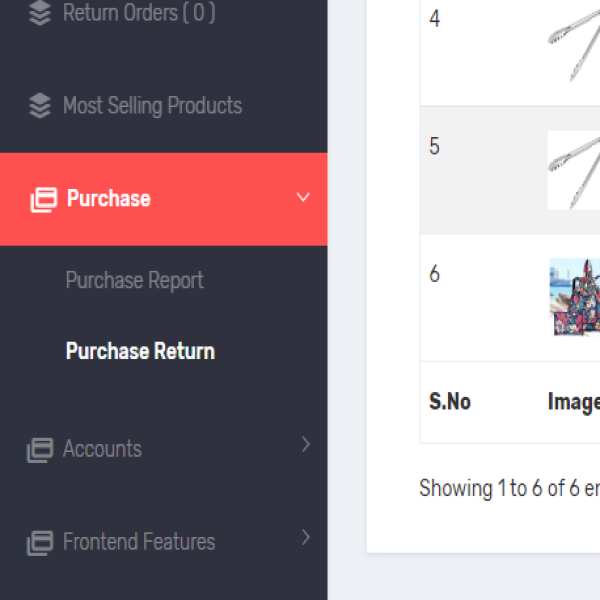 Return Orders ( 0 )
Most Selling Products
Purchase
Purchase Report
Purchase Return
Accounts
Frontend Features
4
5
6
S.No Image
Showing 1 to 6 of 6 en